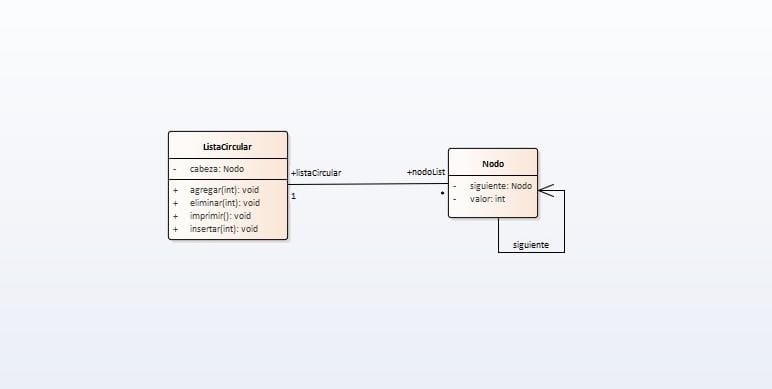 ListaCircular
- cabeza: Nodo
+ agregar(int): void
+ eliminar(int): void
+ imprimir(): void
+ insertar(int): void
+listaCircular
1
+nodoList
*
Nodo
- siguiente: Nodo
- valor: int
siguiente